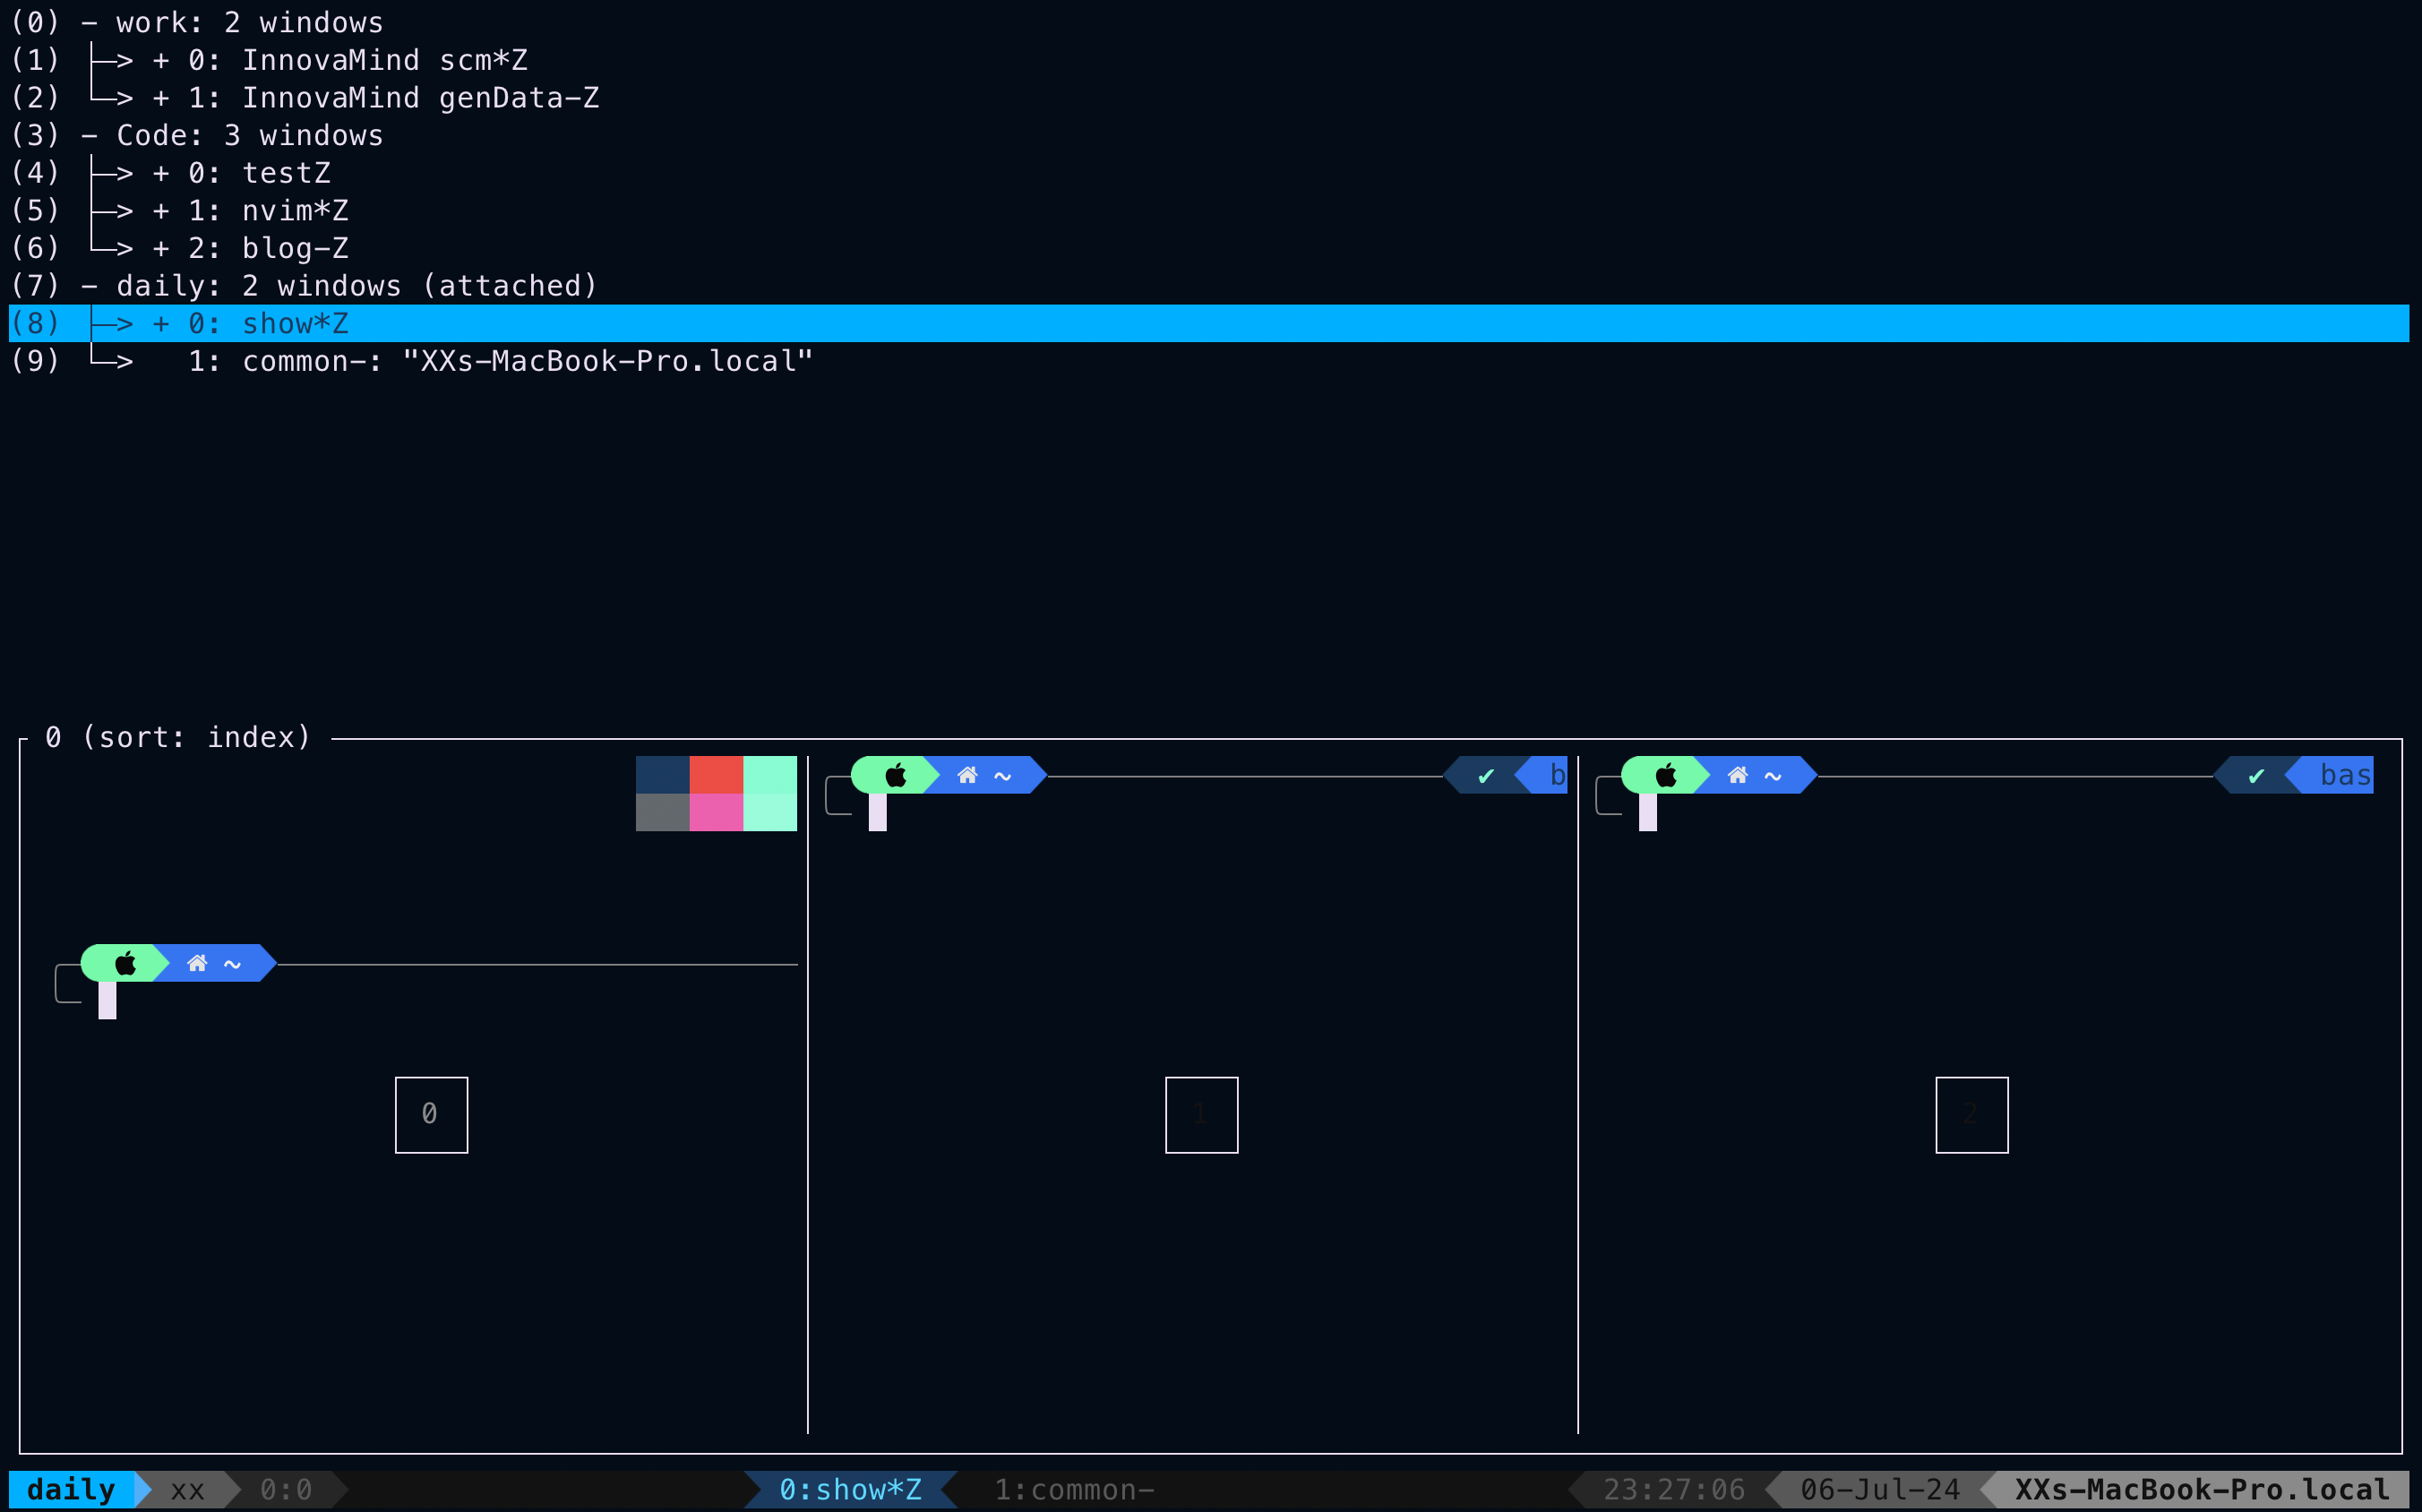 (0) - work: 2 windows
(1) ├─> + 0: InnovaMind scm*Z
(2) └─> + 1: InnovaMind genData-Z
(3) - Code: 3 windows
(4) ├─> + 0: testZ
(5) ├─> + 1: nvim*Z
(6) └─> + 2: blog-Z
(7) - daily: 2 windows (attached)
(8) ├─> + 0: show*Z
(9) └─>   1: common-: "XXs-MacBook-Pro.local"
0 (sort: index)
~ ✔ b
~ ✔ bas
~
0 1 2
daily xx 0:0 0:show*Z 1:common- 23:27:06 06-Jul-24 XXs-MacBook-Pro.local